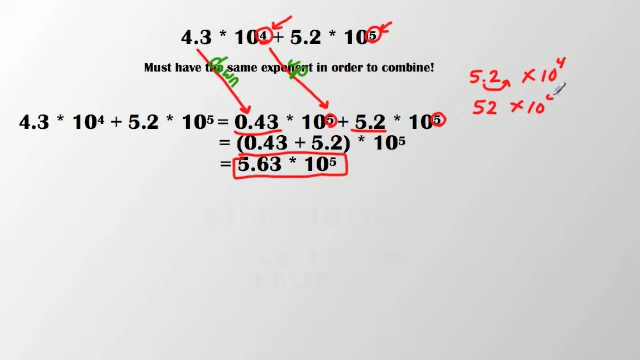 4.3 * 10⁴ + 5.2 * 10⁵
Must have the same exponent in order to combine!
down
up
5.2 × 10⁴
52 × 10
4.3 * 10⁴ + 5.2 * 10⁵ = 0.43 * 10⁵ + 5.2 * 10⁵
= (0.43 + 5.2) * 10⁵
= 5.63 * 10⁵